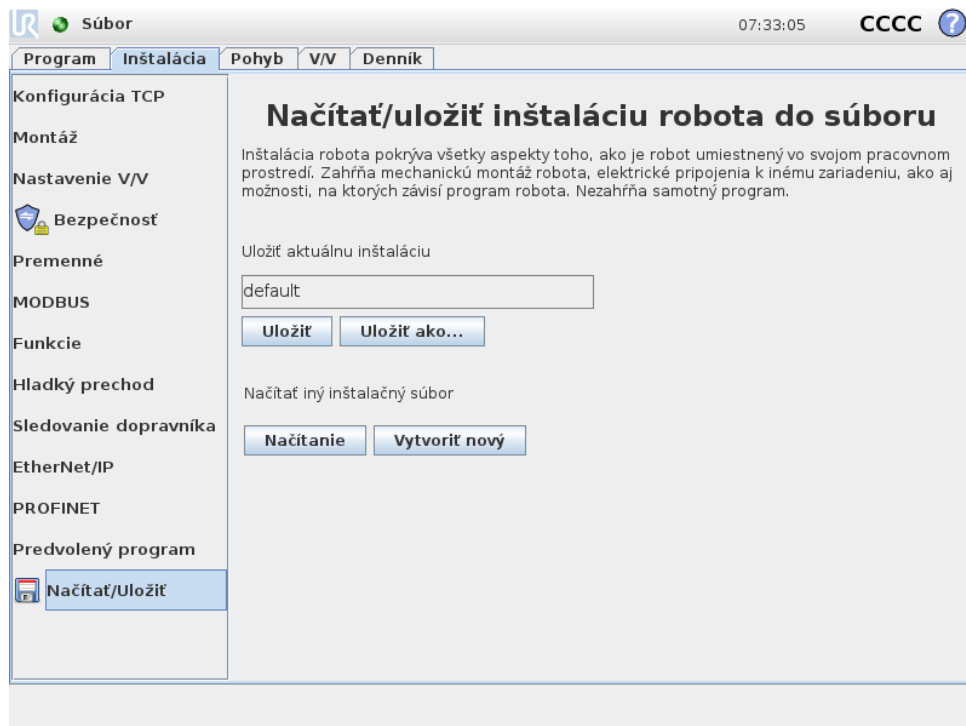 UR Súbor 07:33:05 CCCC ?
Program Inštalácia Pohyb V/V Denník
Konfigurácia TCP
Montáž
Nastavenie V/V
Bezpečnosť
Premenné
MODBUS
Funkcie
Hladký prechod
Sledovanie dopravníka
EtherNet/IP
PROFINET
Predvolený program
Načítať/Uložiť
Načítať/uložiť inštaláciu robota do súboru
Inštalácia robota pokrýva všetky aspekty toho, ako je robot umiestnený vo svojom pracovnom
prostredí. Zahŕňa mechanickú montáž robota, elektrické pripojenia k inému zariadeniu, ako aj
možnosti, na ktorých závisí program robota. Nezahŕňa samotný program.
Uložiť aktuálnu inštaláciu
default
Uložiť Uložiť ako...
Načítať iný inštalačný súbor
Načítanie Vytvoriť nový